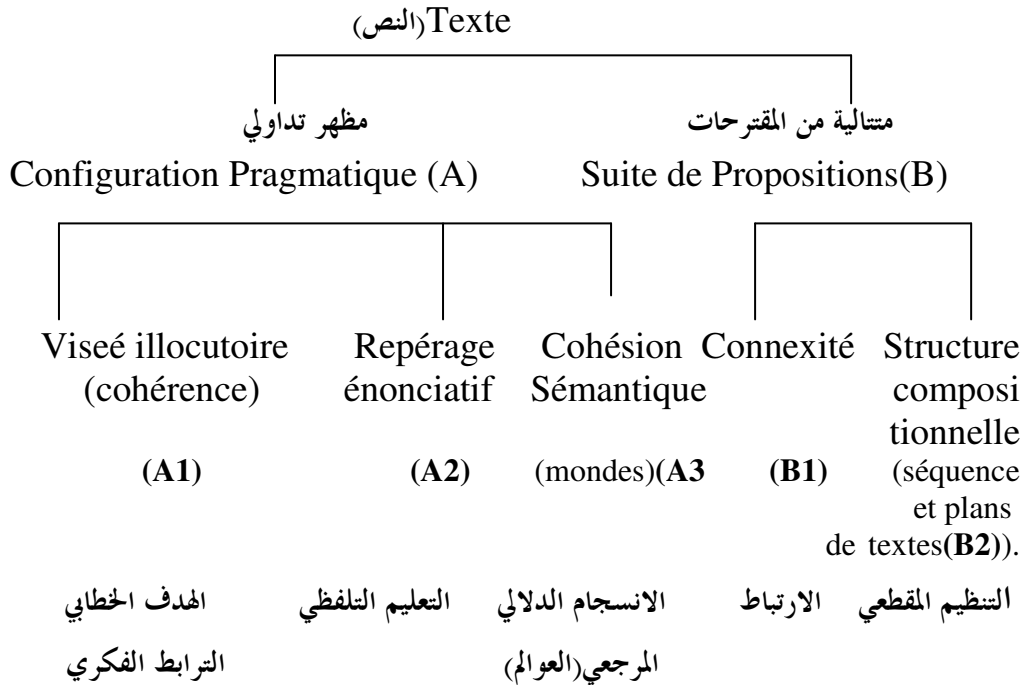 Texte(النص)
مظهر تداولي متتالية من المقترحات
Configuration Pragmatique (A) Suite de Propositions(B)
Viseé illocutoire Repérage Cohésion Connexité Structure
(cohérence) énonciatif Sémantique composi
tionnelle
(A1) (A2) (mondes)(A3 (B1) (séquence
et plans
de textes(B2)).
الهدف الخطابي التعليم التلفظي الانسجام الدلالي الارتباط ألتنظيم المقطعي
الترابط الفكري المرجعي(العوالم)